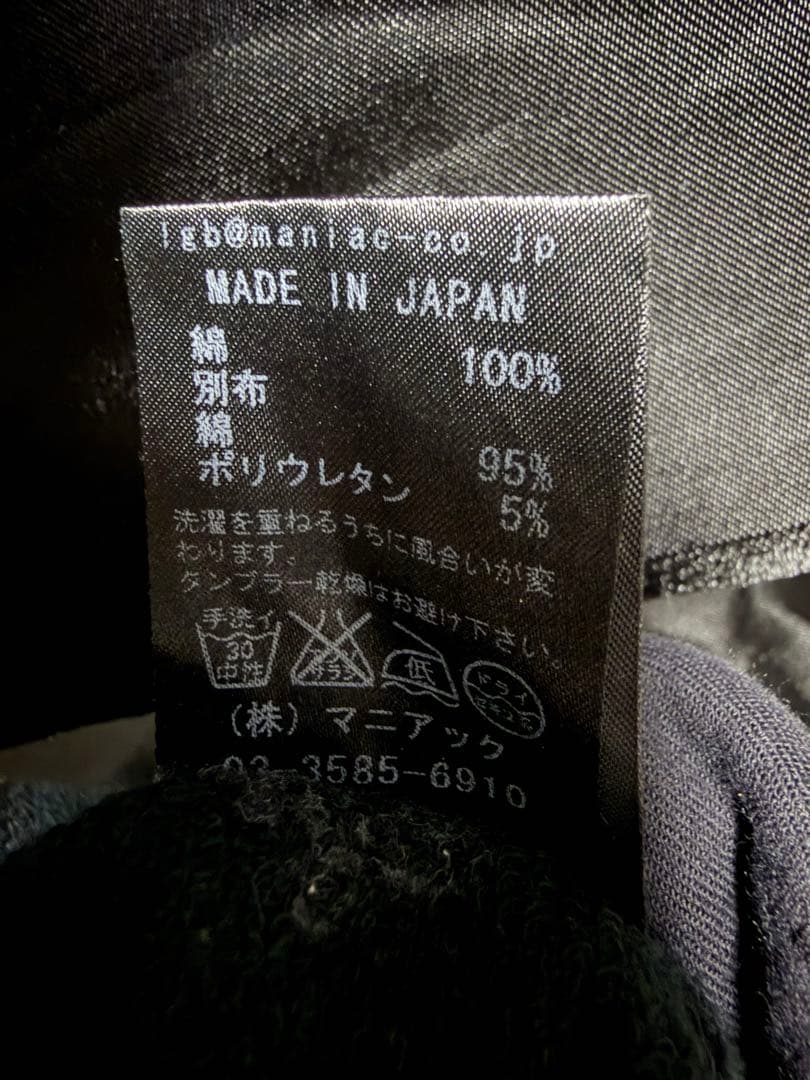 lgb@maniac-co.jp
MADE IN JAPAN
綿 100%
別布
綿 95%
ポリウレタン 5%
洗濯を重ねるうちに風合いが変
わります。
タンブラー乾燥はお避け下さい。
手洗イ 30 中性 低 ドライ
(株) マニアック
03-3585-6910